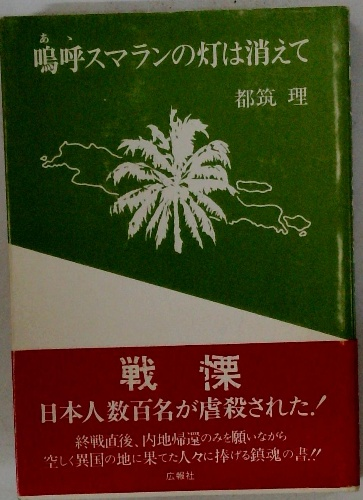 あゝ
嗚呼スマランの灯は消えて
都筑 理
戦慄
日本人数百名が虐殺された!
終戦直後、内地帰還のみを願いながら
空しく異国の地に果てた人々に捧げる鎮魂の書!!
広報社